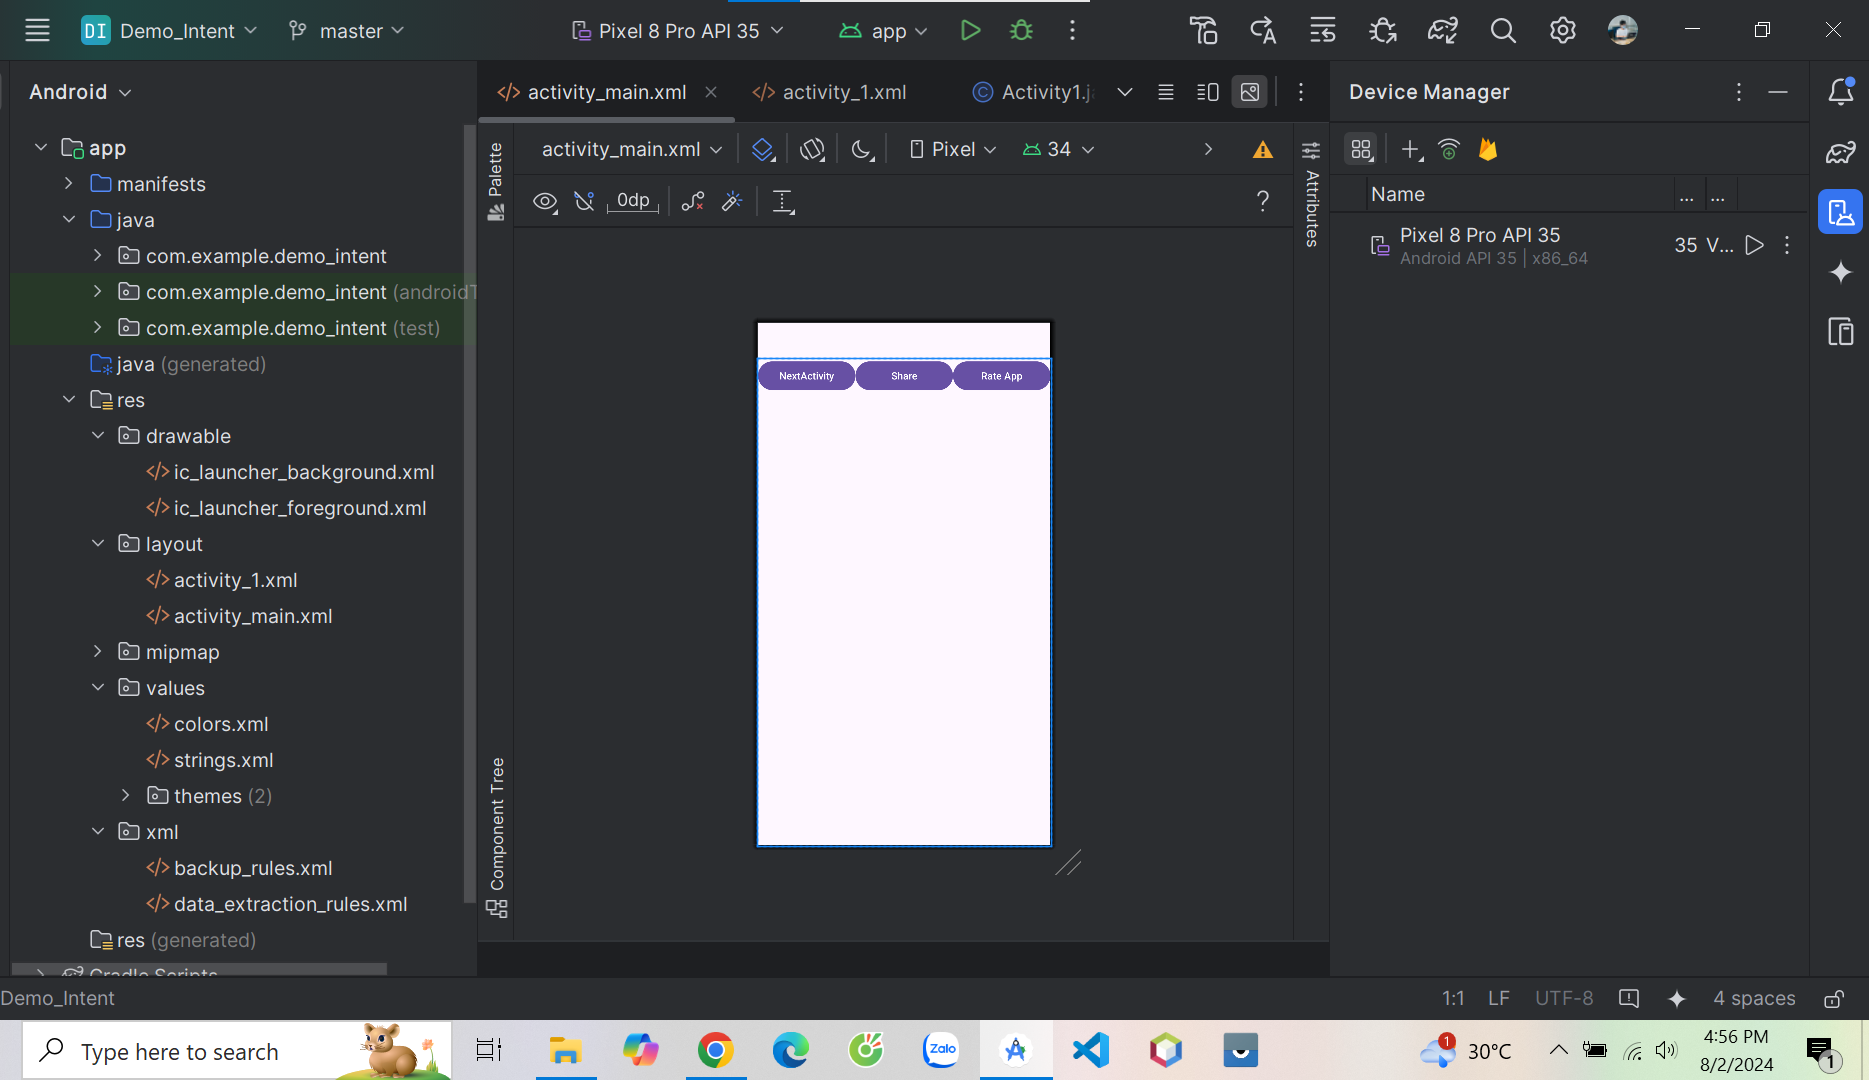 DI Demo_Intent master Pixel 8 Pro API 35 app
Android
activity_main.xml activity_1.xml Activity1.j
Device Manager
app
manifests
java
com.example.demo_intent
com.example.demo_intent (androidT
com.example.demo_intent (test)
java (generated)
res
drawable
ic_launcher_background.xml
ic_launcher_foreground.xml
layout
activity_1.xml
activity_main.xml
mipmap
values
colors.xml
strings.xml
themes (2)
xml
backup_rules.xml
data_extraction_rules.xml
res (generated)
Gradle Scripts
Palette
Component Tree
activity_main.xml Pixel 34
0dp ?
NextActivity Share Rate App
Attributes
Name ... ...
Pixel 8 Pro API 35 35 V...
Android API 35 | x86_64
Demo_Intent 1:1 LF UTF-8 4 spaces
Type here to search
Zalo
1
30°C
4:56 PM
8/2/2024
1